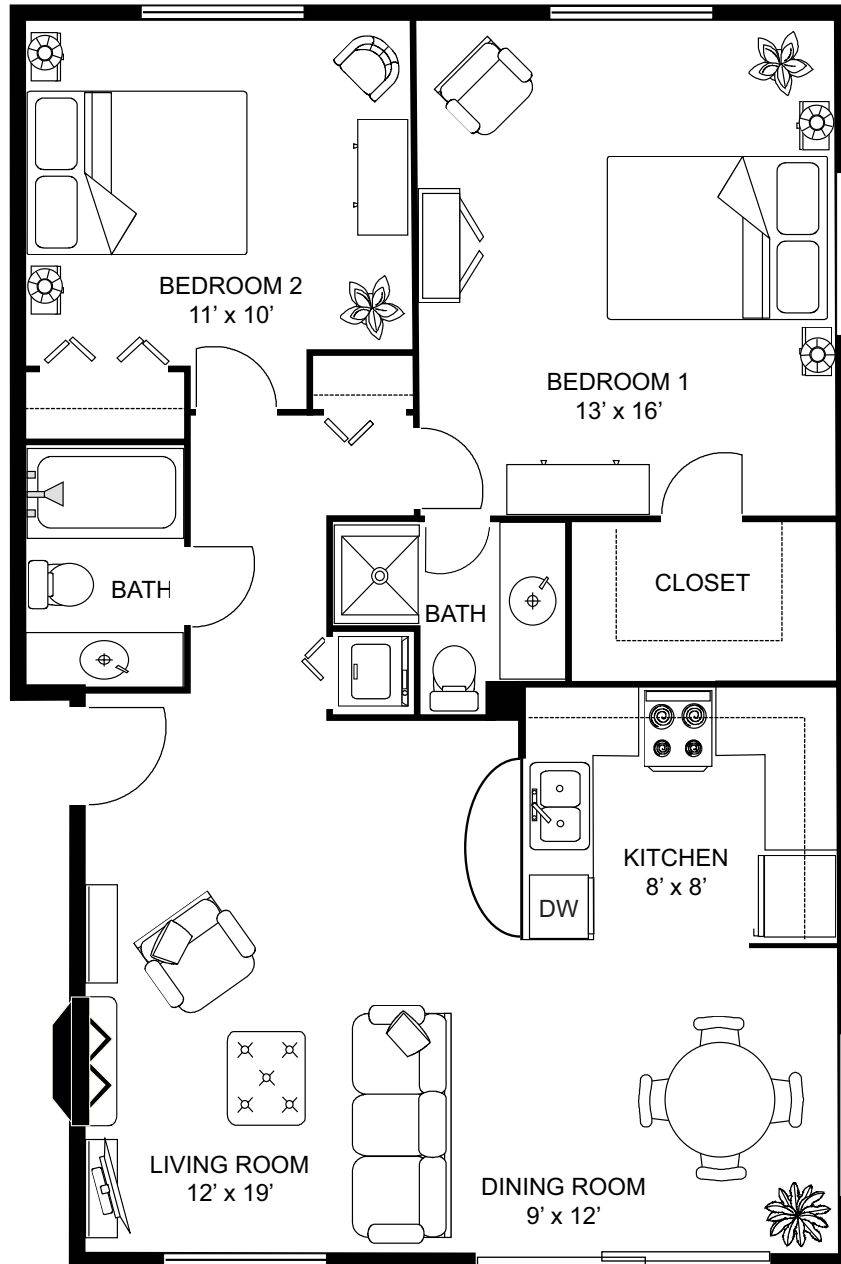 BEDROOM 2
11’ x 10’
BEDROOM 1
13’ x 16’
BATH
BATH
CLOSET
KITCHEN
8’ x 8’
DW
LIVING ROOM
12’ x 19’
DINING ROOM
9’ x 12’